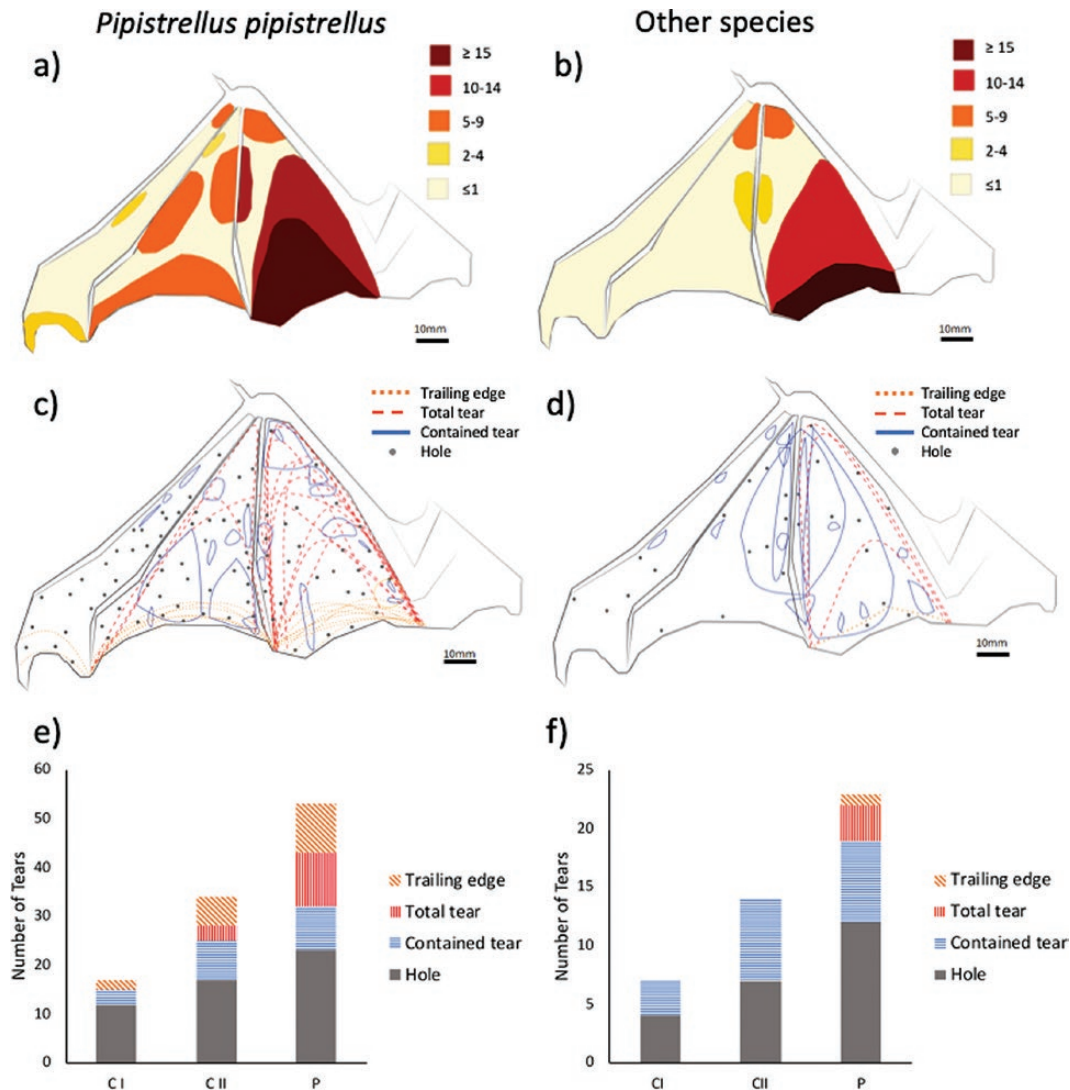 Pipistrellus pipistrellus
Other species
a)
≥ 15
10-14
5-9
2-4
≤1
10mm
b)
≥ 15
10-14
5-9
2-4
≤1
10mm
c)
Trailing edge
Total tear
Contained tear
Hole
10mm
d)
Trailing edge
Total tear
Contained tear
Hole
10mm
e)
60
50
40
30
20
10
0
Number of Tears
C I
C II
P
Trailing edge
Total tear
Contained tear
Hole
f)
25
20
15
10
5
0
Number of Tears
CI
CII
P
Trailing edge
Total tear
Contained tear
Hole